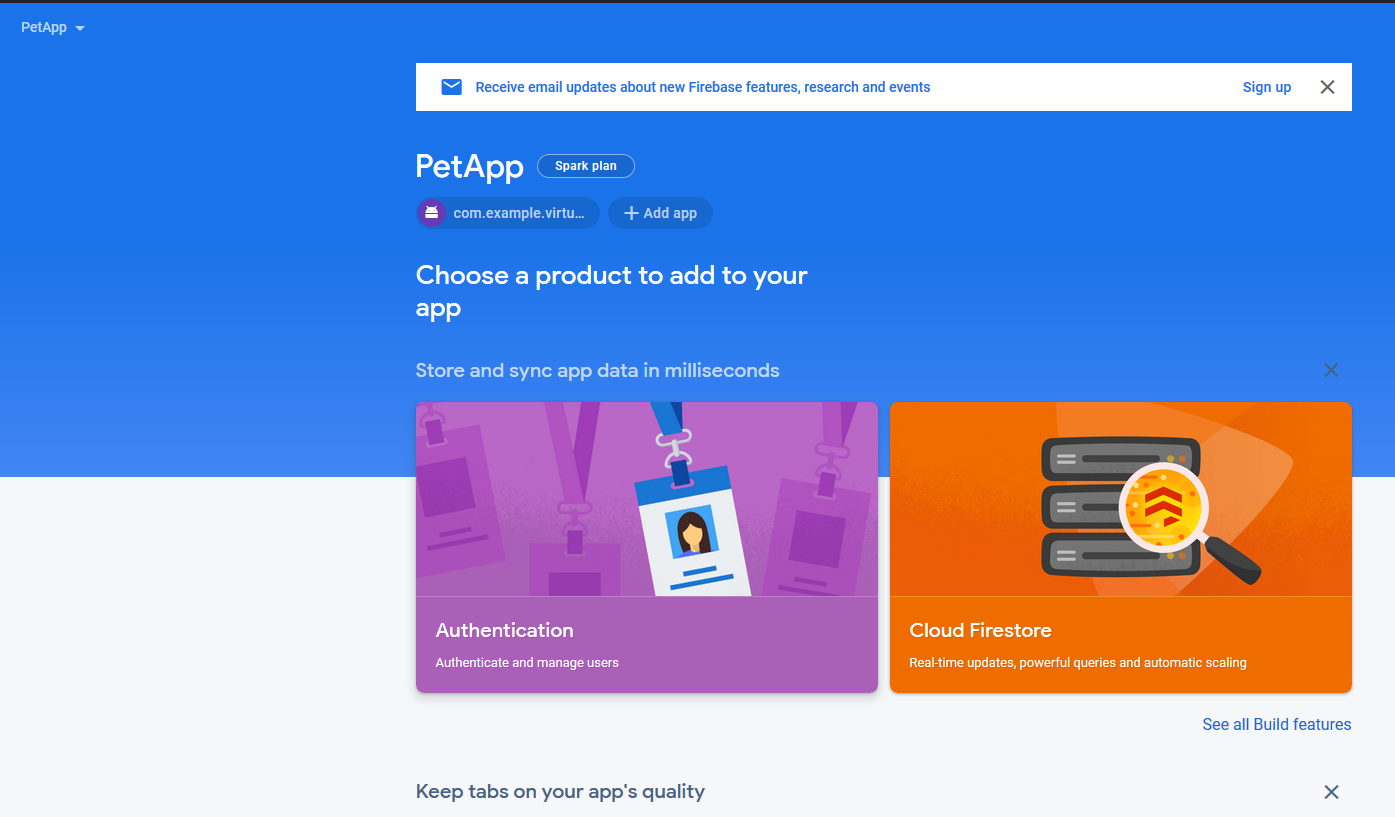 PetApp
Receive email updates about new Firebase features, research and events
Sign up
PetApp
Spark plan
com.example.virtu...
Add app
Choose a product to add to your
app
Store and sync app data in milliseconds
Authentication
Authenticate and manage users
Cloud Firestore
Real-time updates, powerful queries and automatic scaling
See all Build features
Keep tabs on your app's quality